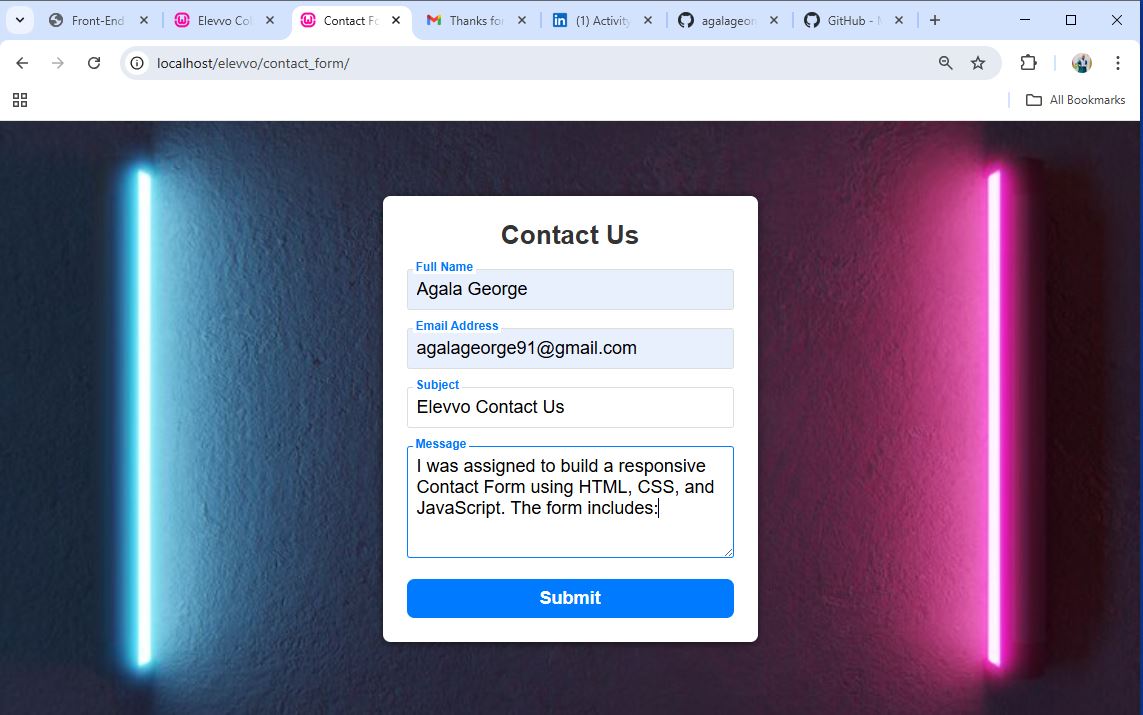 Front-End
Elevvo Co
Contact Fo
Thanks for
(1) Activity
agalageor
GitHub -
localhost/elevvo/contact_form/
All Bookmarks
Contact Us
Full Name
Agala George
Email Address
agalageorge91@gmail.com
Subject
Elevvo Contact Us
Message
I was assigned to build a responsive
Contact Form using HTML, CSS, and
JavaScript. The form includes:
Submit